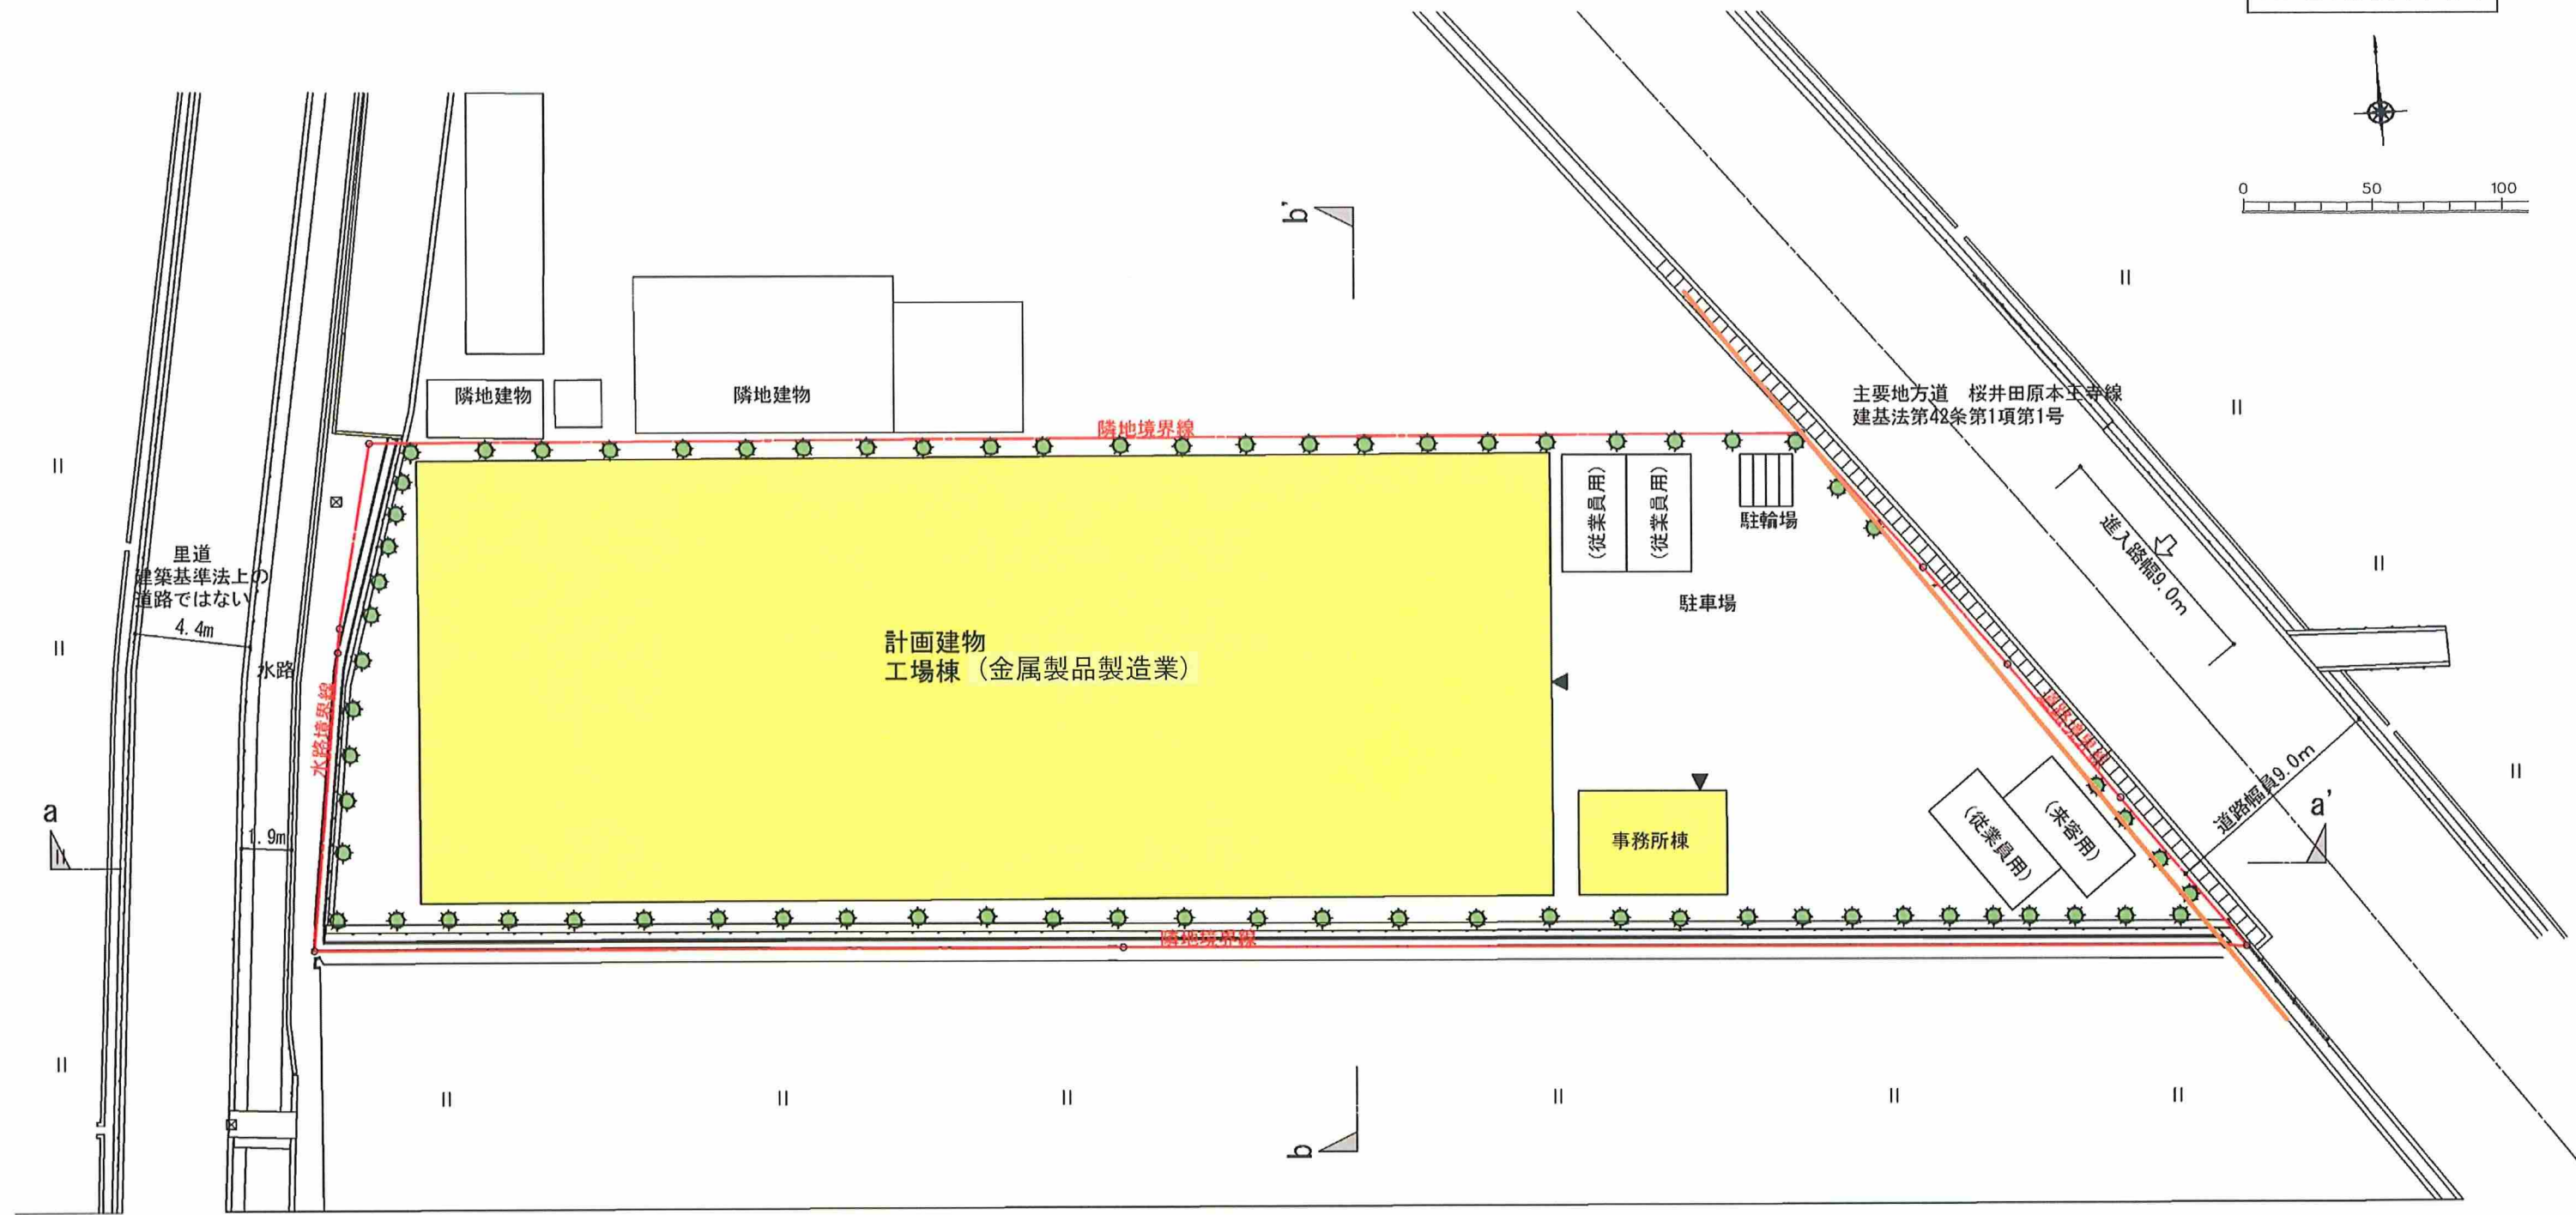 0 50 100
b'
隣地建物
隣地建物
隣地境界線
主要地方道 桜井田原本王寺線
建基法第42条第1項第1号
(従業員用)
(従業員用)
駐輪場
進入路幅9.0m
里道
建築基準法上の
道路ではない
4.4m
水路
駐車場
計画建物
工場棟 (金属製品製造業)
水路境界線
道路境界線
道路幅員9.0m
a
a'
1.9m
事務所棟
(従業員用)
(来客用)
隣地境界線
b